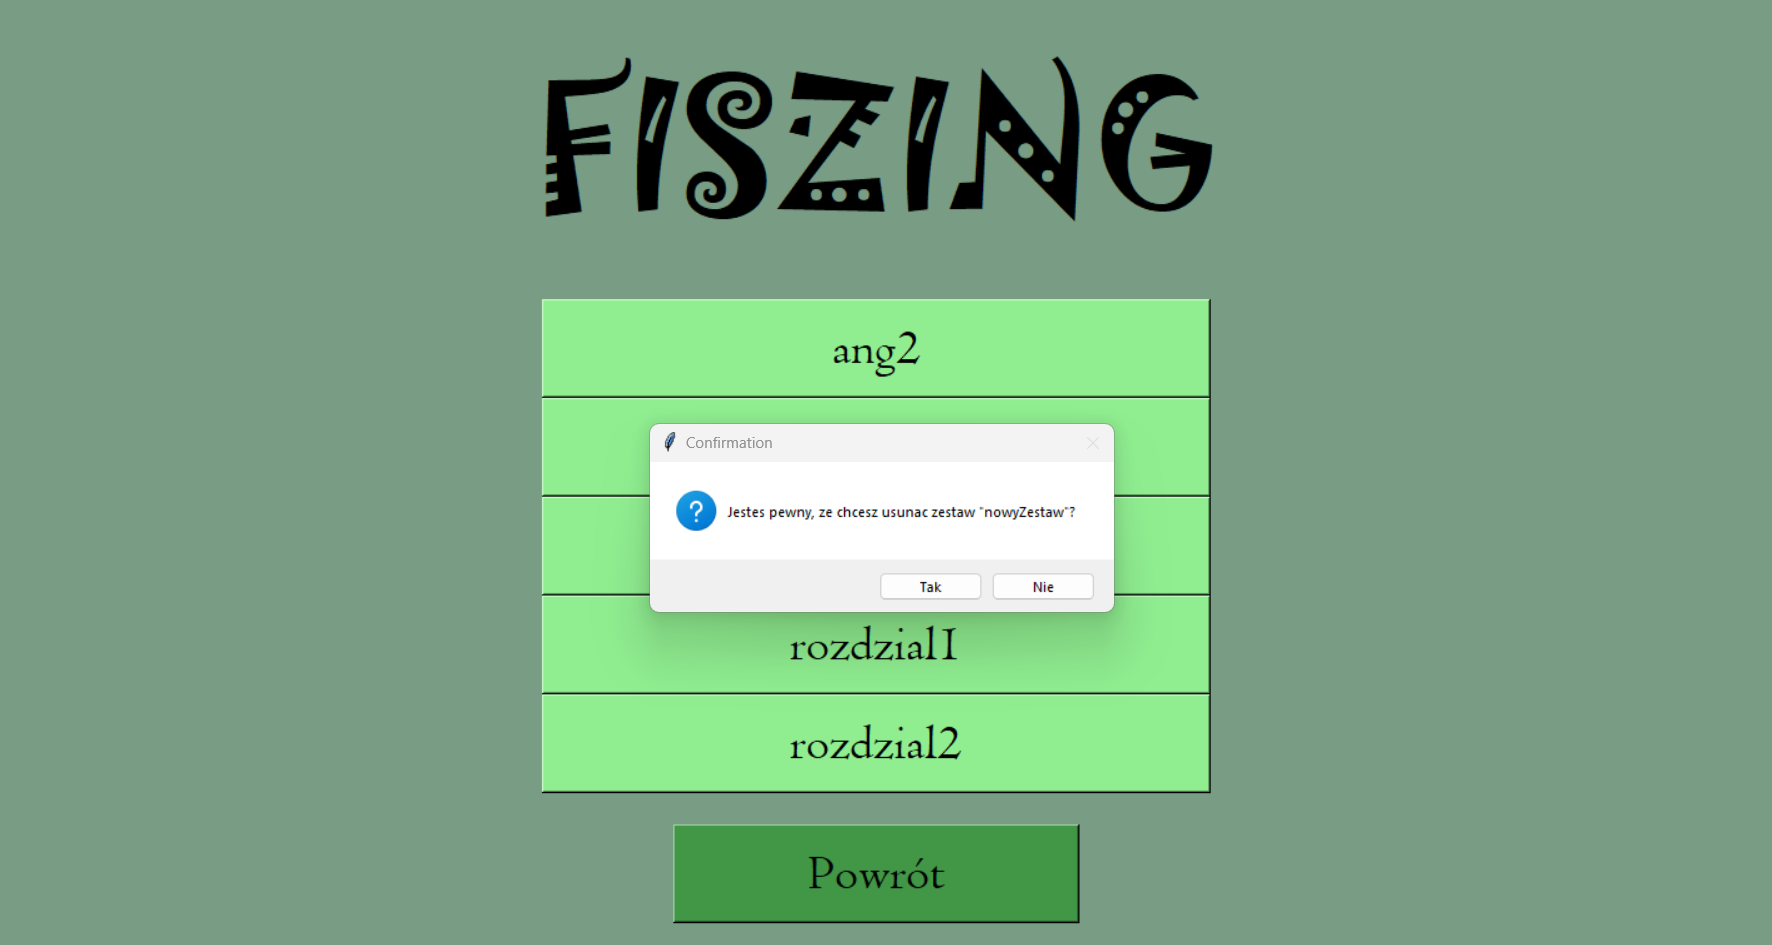 FISZING
ang2
Confirmation
Jestes pewny, ze chcesz usunac zestaw "nowyZestaw"?
Tak
Nie
rozdzial1
rozdzial2
Powrót